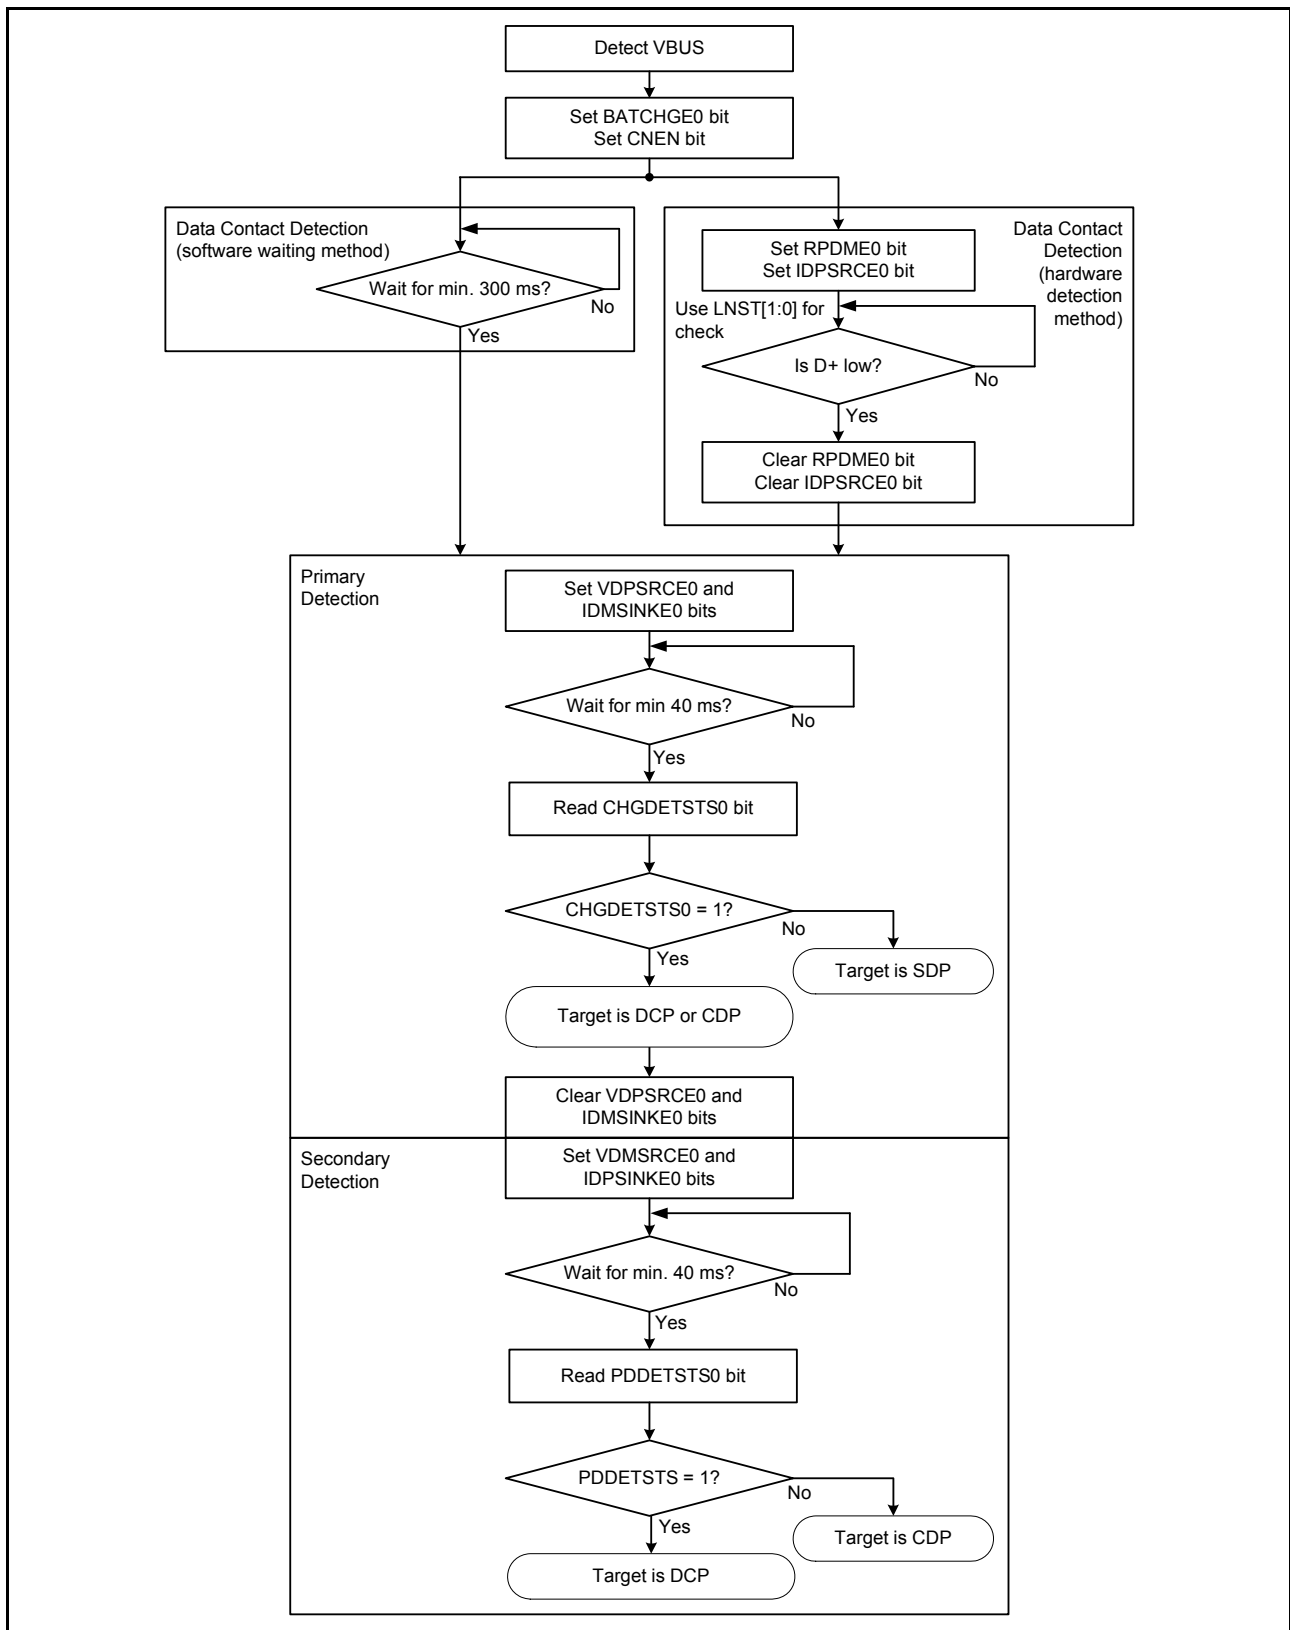 Detect VBUS
Set BATCHGE0 bit
Set CNEN bit
Data Contact Detection
(software waiting method)
Wait for min. 300 ms?
No
Yes
Data Contact
Detection
(hardware
detection
method)
Set RPDME0 bit
Set IDPSRCE0 bit
Use LNST[1:0] for
check
Is D+ low?
No
Yes
Clear RPDME0 bit
Clear IDPSRCE0 bit
Primary
Detection
Set VDPSRCE0 and
IDMSINKE0 bits
Wait for min 40 ms?
No
Yes
Read CHGDETSTS0 bit
CHGDETSTS0 = 1?
No
Yes
Target is SDP
Target is DCP or CDP
Clear VDPSRCE0 and
IDMSINKE0 bits
Secondary
Detection
Set VDMSRCE0 and
IDPSINKE0 bits
Wait for min. 40 ms?
No
Yes
Read PDDETSTS0 bit
PDDETSTS = 1?
No
Yes
Target is CDP
Target is DCP